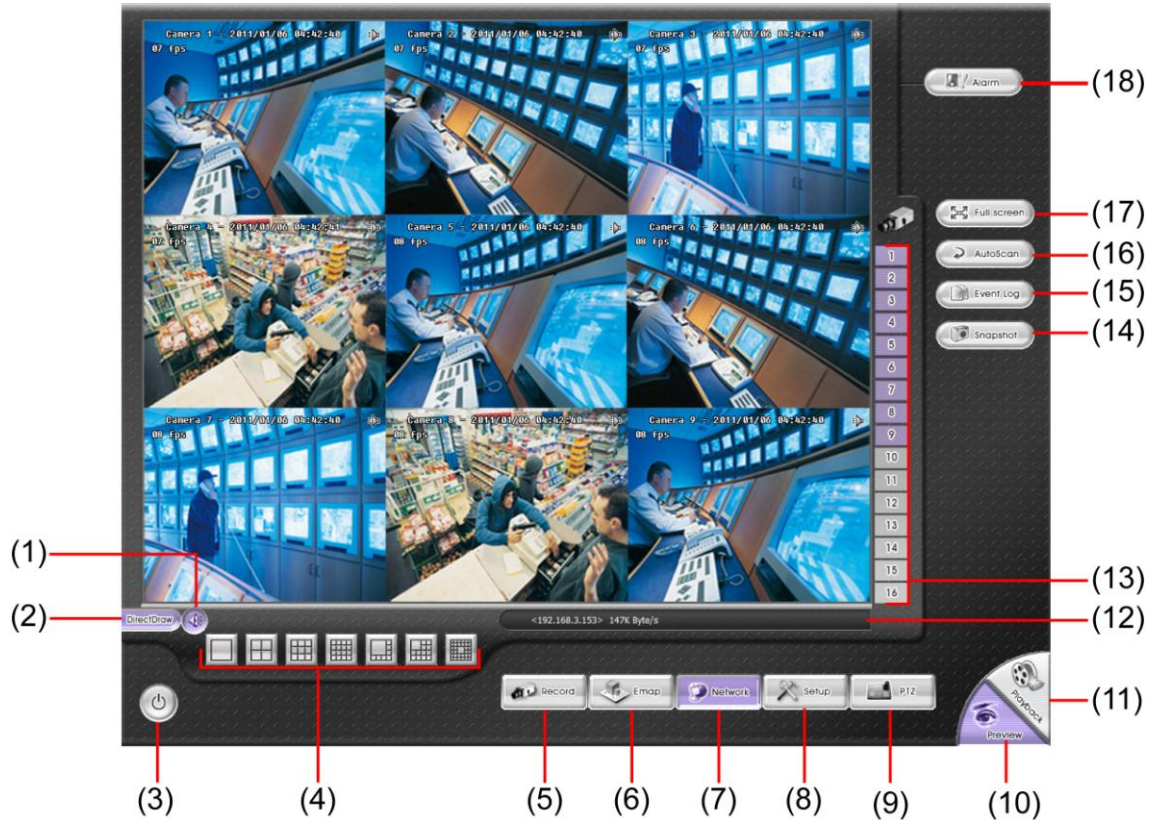 Camera 1 - 2011/01/06 04:42:40
07 fps
Camera 2 - 2011/01/06 04:42:40
07 fps
Camera 3 - 2011/01/06 04:42:40
07 fps
Alarm
(18)
Camera 4 - 2011/01/06 04:42:41
07 fps
Camera 5 - 2011/01/06 04:42:40
08 fps
Camera 6 - 2011/01/06 04:42:40
08 fps
Full screen
(17)
AutoScan
(16)
Event Log
(15)
Snapshot
(14)
1
2
3
4
5
6
7
8
9
10
11
12
13
14
15
16
(13)
Camera 7 - 2011/01/06 04:42:40
08 fps
Camera 8 - 2011/01/06 04:42:40
08 fps
Camera 9 - 2011/01/06 04:42:40
08 fps
(1)
(2)
DirectDraw
<192.168.3.153> 147K Byte/s
(12)
Record
Emap
Network
Setup
PTZ
Playback
(11)
Preview
(3)
(4)
(5)
(6)
(7)
(8)
(9)
(10)